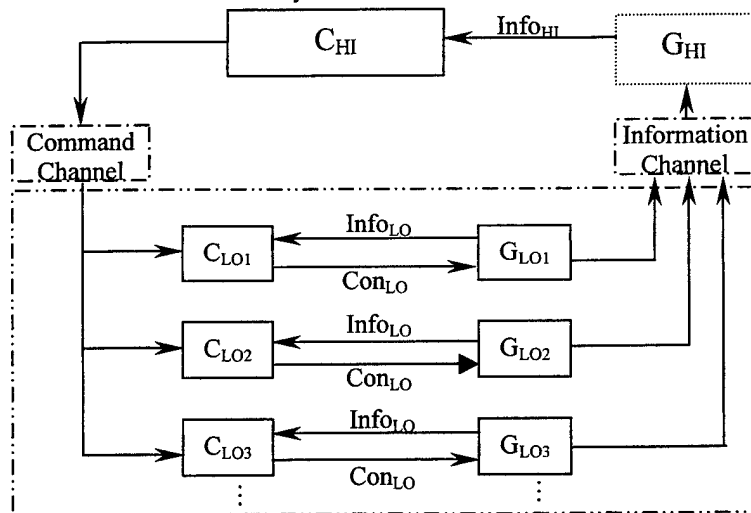 C_HI
Info_HI
G_HI
Command
Channel
Information
Channel
C_LO1
Info_LO
Con_LO
G_LO1
C_LO2
Info_LO
Con_LO
G_LO2
C_LO3
Info_LO
Con_LO
G_LO3
⋮
⋮